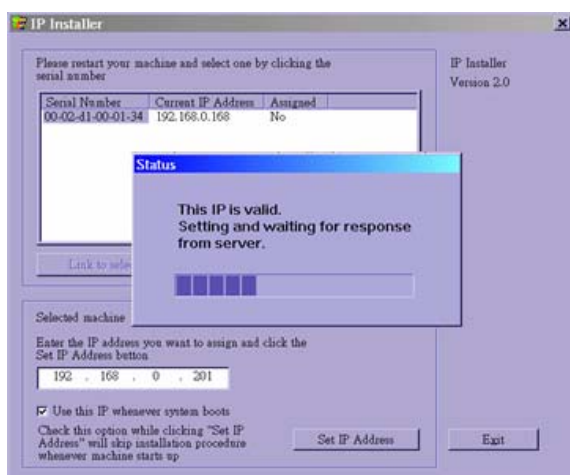 IP Installer
Please restart your machine and select one by clicking the
serial number
IP Installer
Version 2.0
Serial Number Current IP Address Assigned
00-02-d1-00-01-34 192.168.0.168 No
Status
This IP is valid.
Setting and waiting for response
from server.
Link to sele
Selected machine
Enter the IP address you want to assign and click the
Set IP Address button
192 . 168 . 0 . 201
Use this IP whenever system boots
Check this option while clicking "Set IP
Address" will skip installation procedure
whenever machine starts up
Set IP Address
Exit